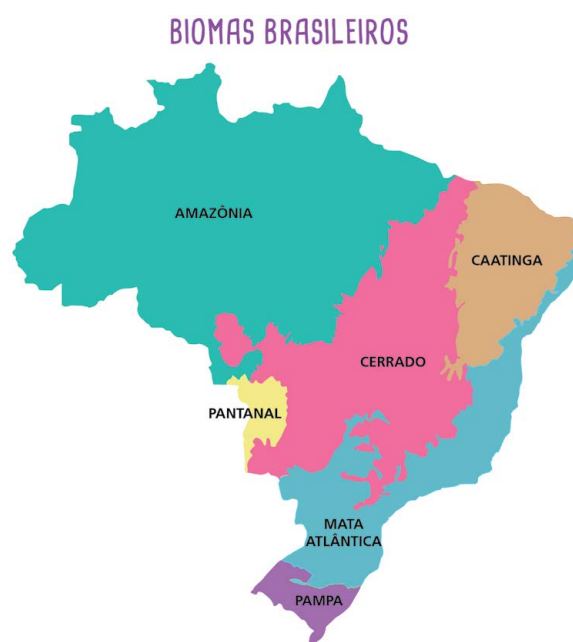 BIOMAS BRASILEIROS
AMAZÔNIA
CAATINGA
CERRADO
PANTANAL
MATA
ATLÂNTICA
PAMPA